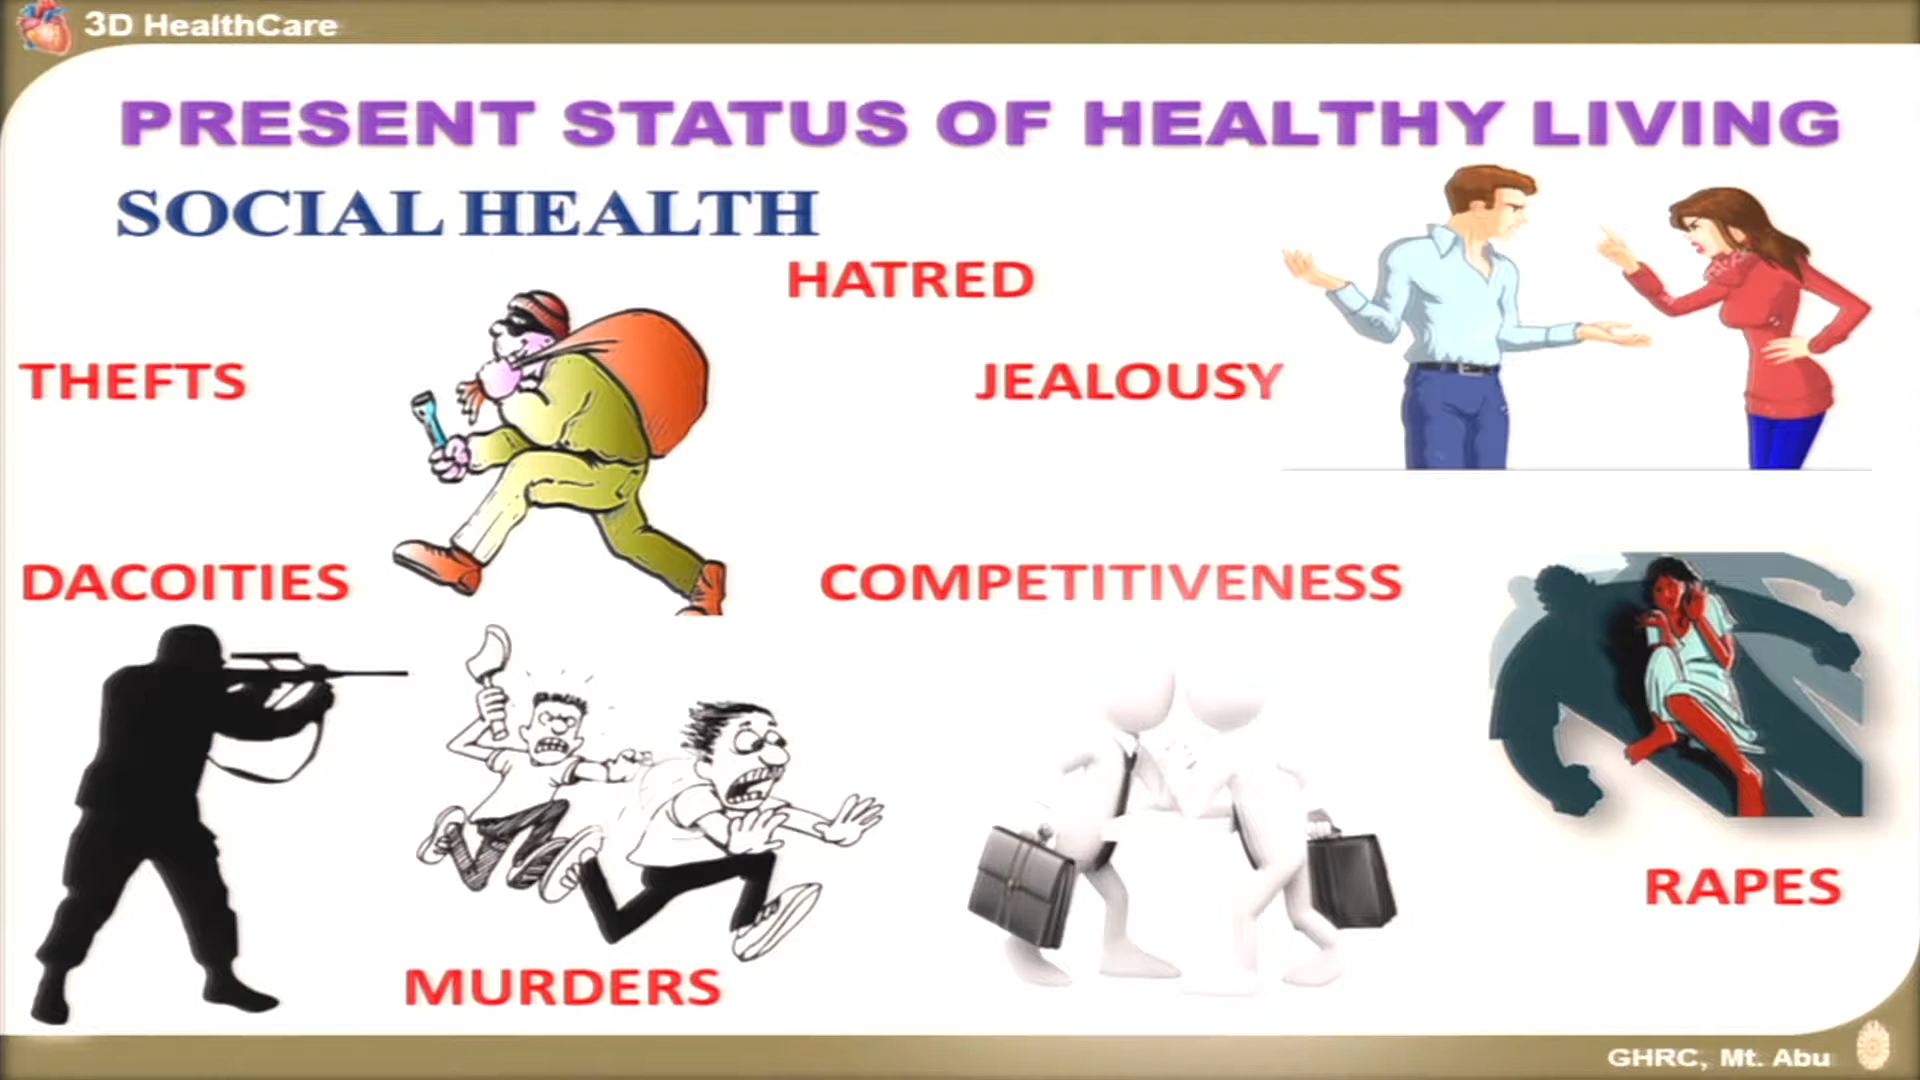 3D HealthCare
PRESENT STATUS OF HEALTHY LIVING
SOCIAL HEALTH
HATRED
THEFTS
JEALOUSY
DACOITIES
COMPETITIVENESS
RAPES
MURDERS
GHRC, Mt. Abu